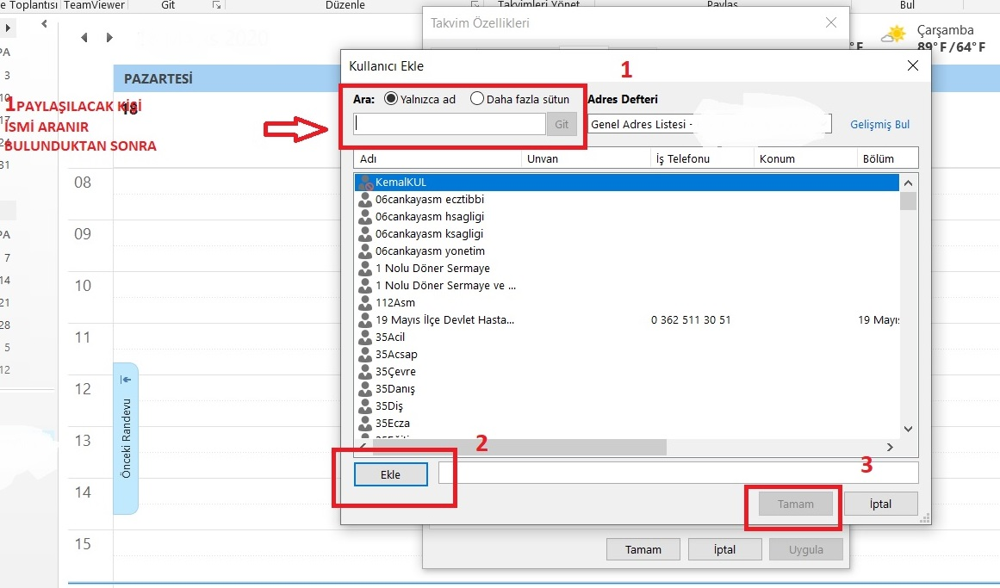 e Toplantısı TeamViewer Git Düzenle Takvimleri Yönet Paylaş Bul
Takvim Özellikleri
Çarşamba
89° F / 64° F
° F
Kullanıcı Ekle
1
PAZARTESİ
18
1 PAYLAŞILACAK KİŞİ
İSMİ ARANIR
BULUNDUKTAN SONRA
Ara: Yalnızca ad Daha fazla sütun Adres Defteri
Git Genel Adres Listesi - Gelişmiş Bul
Adı Unvan İş Telefonu Konum Bölüm
KemalKUL
06cankayasm ecztibbi
06cankayasm hsagligi
06cankayasm ksagligi
06cankayasm yonetim
1 Nolu Döner Sermaye
1 Nolu Döner Sermaye ve ...
112Asm
19 Mayıs İlçe Devlet Hasta... 0 362 511 30 51 19 Mayıs
35Acil
35Acsap
35Çevre
35Danış
35Diş
35Ecza
2
Ekle
3
Tamam İptal
Tamam İptal Uygula
08
09
10
11
12
13
14
15
Önceki Randevu
PA
3
10
17
24
31
PA
7
14
21
28
5
12